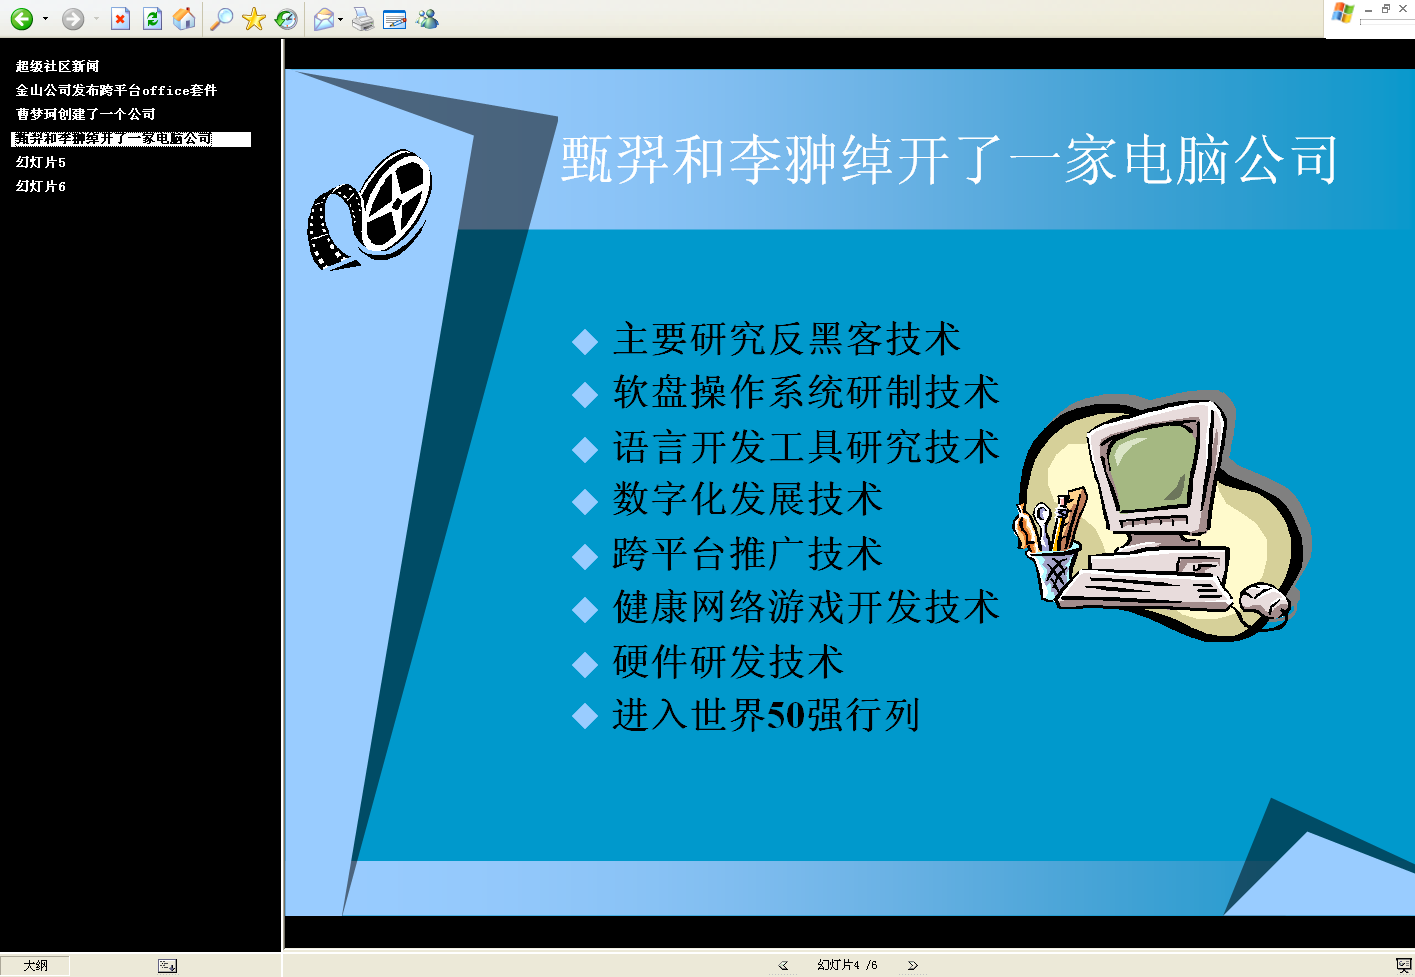 超级社区新闻
金山公司发布跨平台office套件
曹梦珂创建了一个公司
甄羿和李翀绰开了一家电脑公司
幻灯片5
幻灯片6
甄羿和李翀绰开了一家电脑公司
主要研究反黑客技术
软盘操作系统研制技术
语言开发工具研究技术
数字化发展技术
跨平台推广技术
健康网络游戏开发技术
硬件研发技术
进入世界50强行列
大纲
幻灯片4 /6